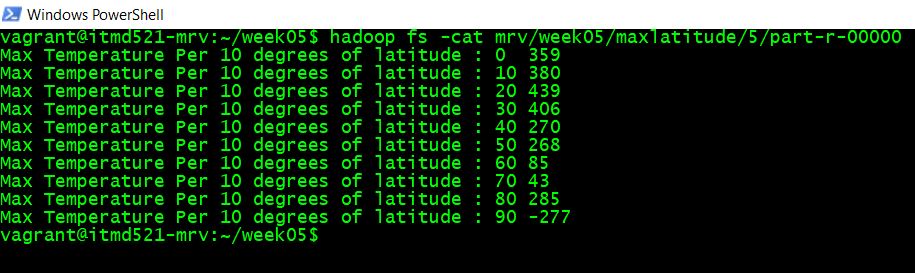 Windows PowerShell
vagrant@itmd521-mrv:~/week05$ hadoop fs -cat mrv/week05/maxlatitude/5/part-r-00000
Max Temperature Per 10 degrees of latitude : 0  359
Max Temperature Per 10 degrees of latitude : 10 380
Max Temperature Per 10 degrees of latitude : 20 439
Max Temperature Per 10 degrees of latitude : 30 406
Max Temperature Per 10 degrees of latitude : 40 270
Max Temperature Per 10 degrees of latitude : 50 268
Max Temperature Per 10 degrees of latitude : 60 85
Max Temperature Per 10 degrees of latitude : 70 43
Max Temperature Per 10 degrees of latitude : 80 285
Max Temperature Per 10 degrees of latitude : 90 -277
vagrant@itmd521-mrv:~/week05$